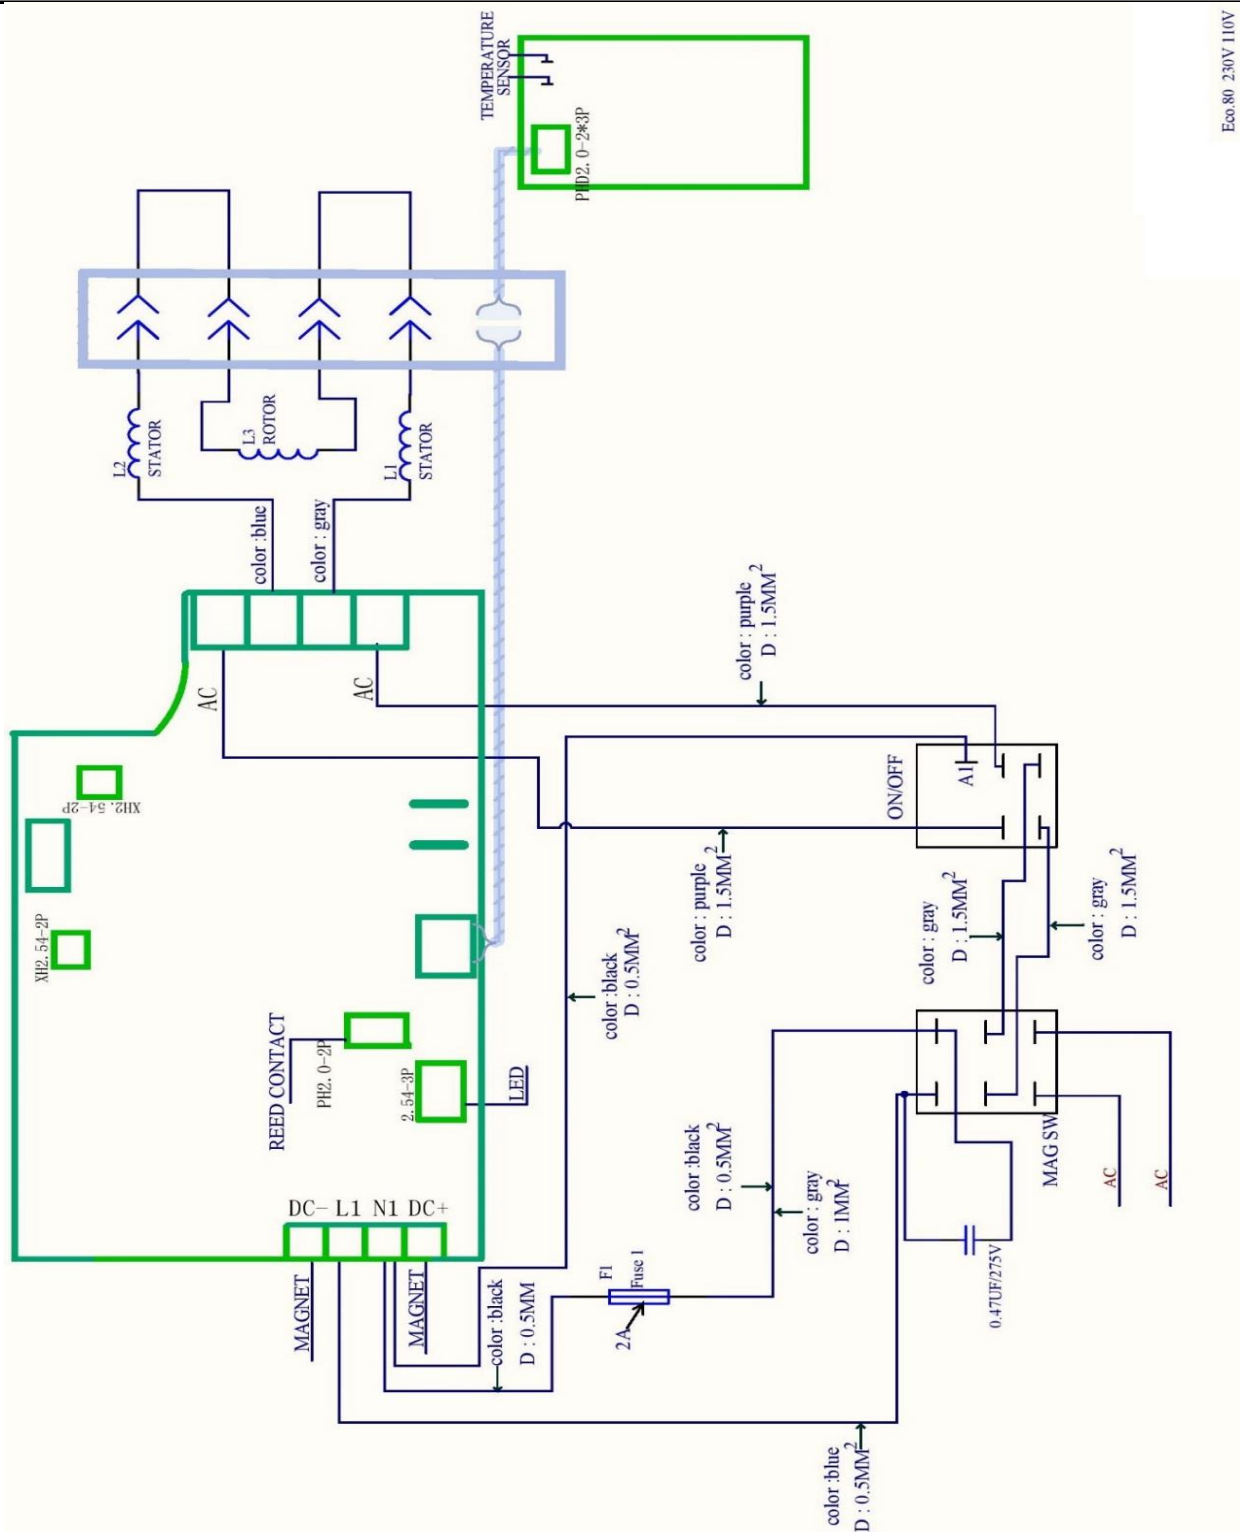 Eco.80 230V 110V
TEMPERATURE
SENSOR
PHD2.0-2*3P
L2
STATOR
L3
ROTOR
L1
STATOR
color :blue
color : gray
AC
AC
color : purple
D : 1.5MM2
XH2.54-2P
XH2.54-2P
ON/OFF
A1
color : purple
D : 1.5MM2
color :black
D : 0.5MM2
color : gray
D : 1.5MM2
color : gray
D : 1.5MM2
REED CONTACT
PH2.0-2P
2.54-3P
LED
MAG SW
AC
AC
color :black
D : 0.5MM2
color : gray
D : 1MM2
0.47UF/275V
DC- L1 N1 DC+
MAGNET
MAGNET
color :black
D : 0.5MM
F1
Fuse 1
2A
color :blue
D : 0.5MM2